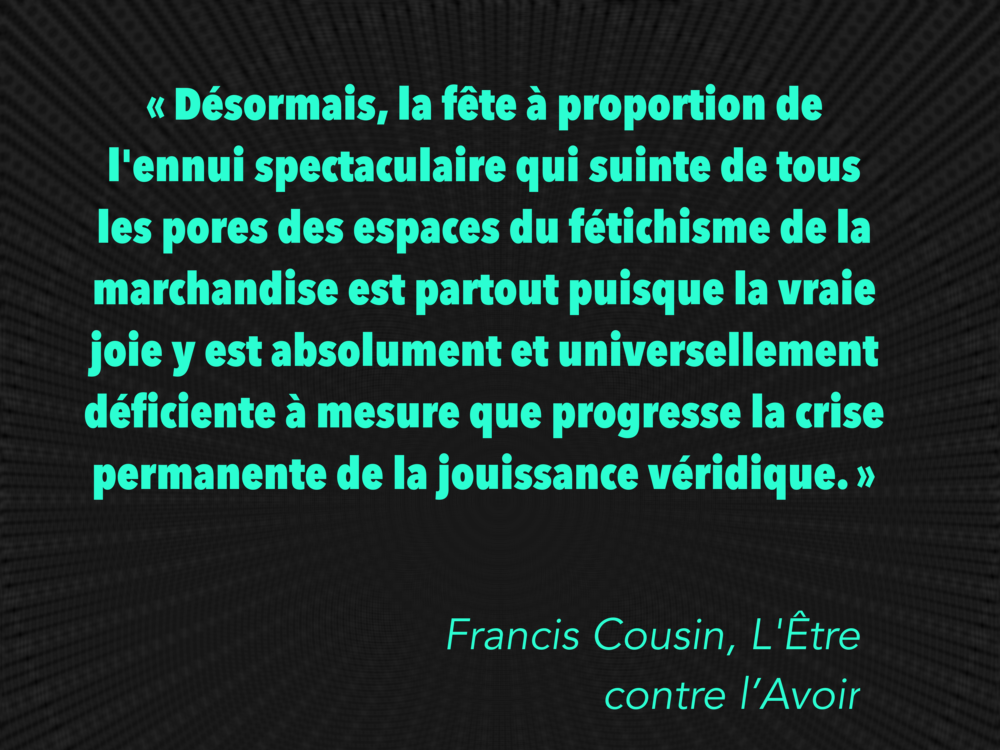 « Désormais, la fête à proportion de
l'ennui spectaculaire qui suinte de tous
les pores des espaces du fétichisme de la
marchandise est partout puisque la vraie
joie y est absolument et universellement
déficiente à mesure que progresse la crise
permanente de la jouissance véridique. »
Francis Cousin, L'Être
contre l’Avoir